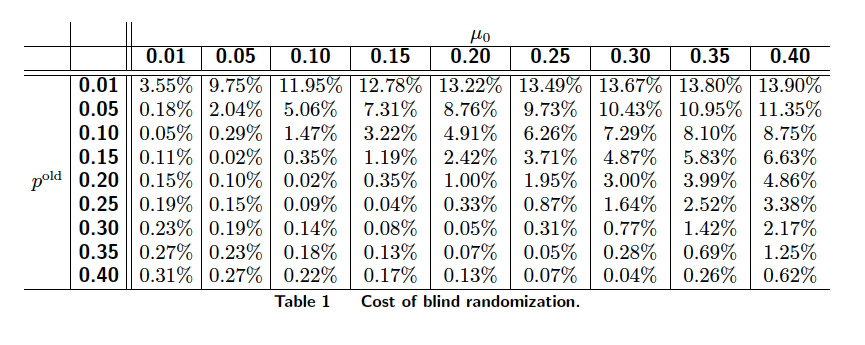 μ0
0.01 0.05 0.10 0.15 0.20 0.25 0.30 0.35 0.40
0.01 3.55% 9.75% 11.95% 12.78% 13.22% 13.49% 13.67% 13.80% 13.90%
0.05 0.18% 2.04% 5.06% 7.31% 8.76% 9.73% 10.43% 10.95% 11.35%
0.10 0.05% 0.29% 1.47% 3.22% 4.91% 6.26% 7.29% 8.10% 8.75%
0.15 0.11% 0.02% 0.35% 1.19% 2.42% 3.71% 4.87% 5.83% 6.63%
p^old 0.20 0.15% 0.10% 0.02% 0.35% 1.00% 1.95% 3.00% 3.99% 4.86%
0.25 0.19% 0.15% 0.09% 0.04% 0.33% 0.87% 1.64% 2.52% 3.38%
0.30 0.23% 0.19% 0.14% 0.08% 0.05% 0.31% 0.77% 1.42% 2.17%
0.35 0.27% 0.23% 0.18% 0.13% 0.07% 0.05% 0.28% 0.69% 1.25%
0.40 0.31% 0.27% 0.22% 0.17% 0.13% 0.07% 0.04% 0.26% 0.62%
Table 1 Cost of blind randomization.